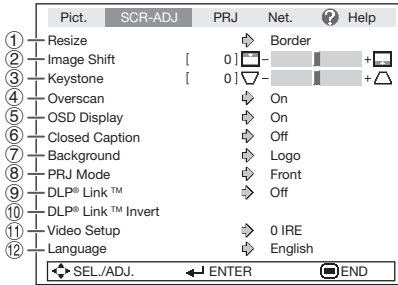 Pict. SCR-ADJ PRJ Net. ? Help
① Resize Border
② Image Shift [ 0 ] − +
③ Keystone [ 0 ] − +
④ Overscan On
⑤ OSD Display On
⑥ Closed Caption Off
⑦ Background Logo
⑧ PRJ Mode Front
⑨ DLP® Link ™ Off
⑩ DLP® Link ™ Invert
⑪ Video Setup 0 IRE
⑫ Language English
SEL./ADJ. ENTER END